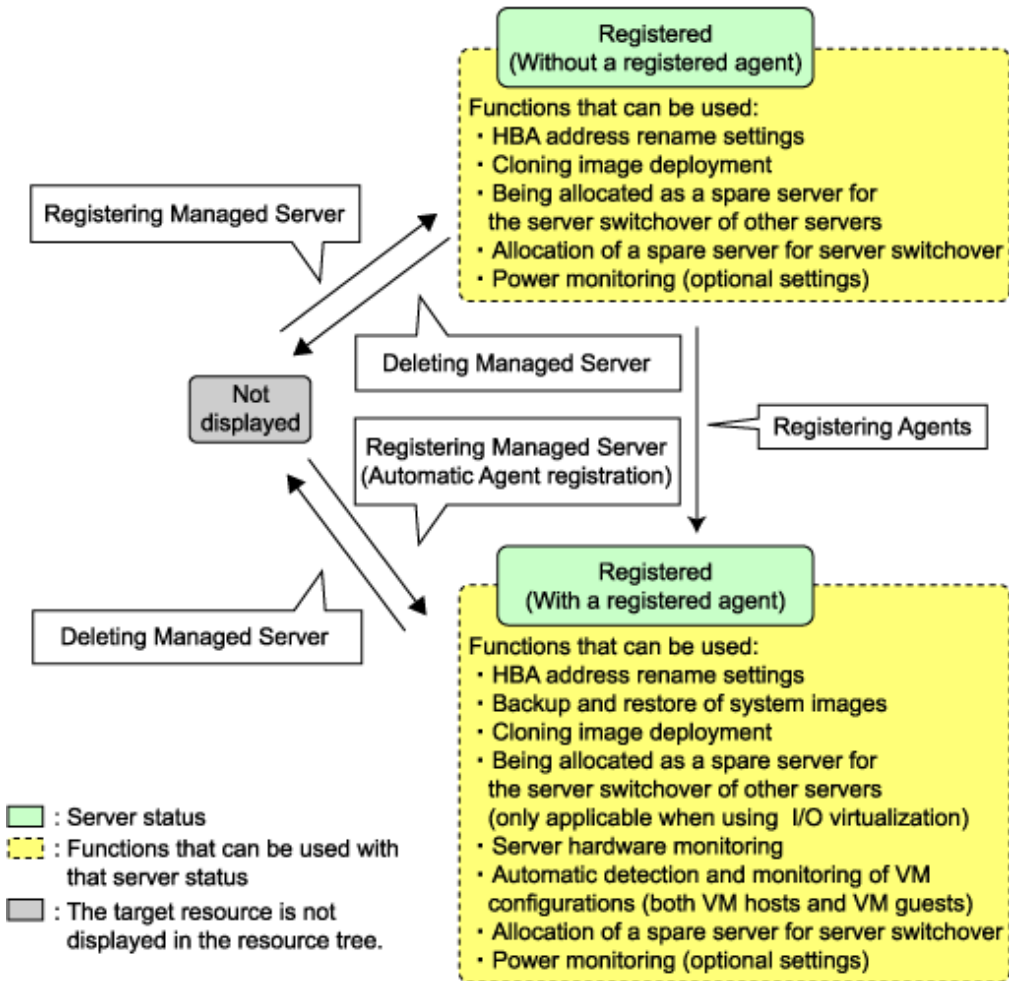 Registered
(Without a registered agent)
Functions that can be used:
・HBA address rename settings
・Cloning image deployment
・Being allocated as a spare server for
the server switchover of other servers
・Allocation of a spare server for server switchover
・Power monitoring (optional settings)
Registering Managed Server
Deleting Managed Server
Not
displayed
Registering Managed Server
(Automatic Agent registration)
Registering Agents
Deleting Managed Server
Registered
(With a registered agent)
Functions that can be used:
・HBA address rename settings
・Backup and restore of system images
・Cloning image deployment
・Being allocated as a spare server for
the server switchover of other servers
(only applicable when using I/O virtualization)
・Server hardware monitoring
・Automatic detection and monitoring of VM
configurations (both VM hosts and VM guests)
・Allocation of a spare server for server switchover
・Power monitoring (optional settings)
: Server status
: Functions that can be used with
that server status
: The target resource is not
displayed in the resource tree.